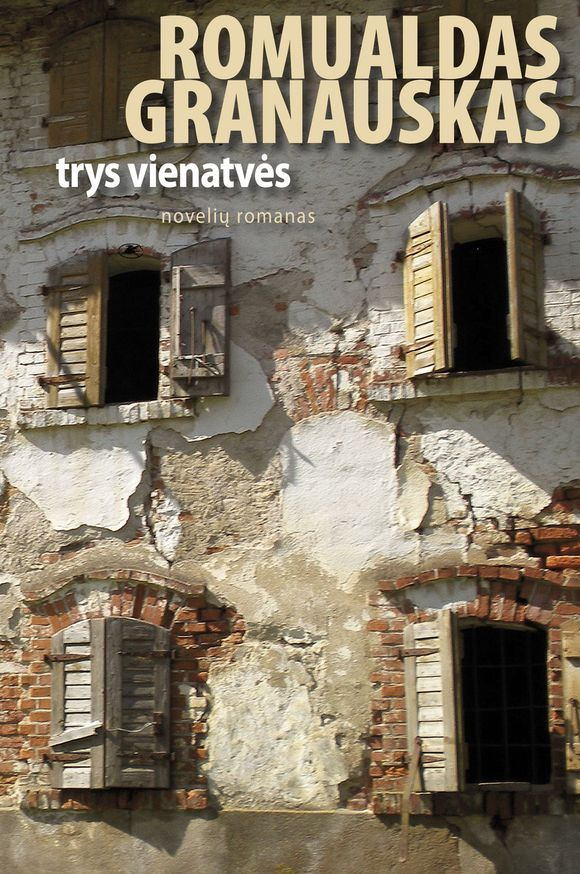 ROMUALDAS
GRANAUSKAS
trys vienatvės
novelių romanas